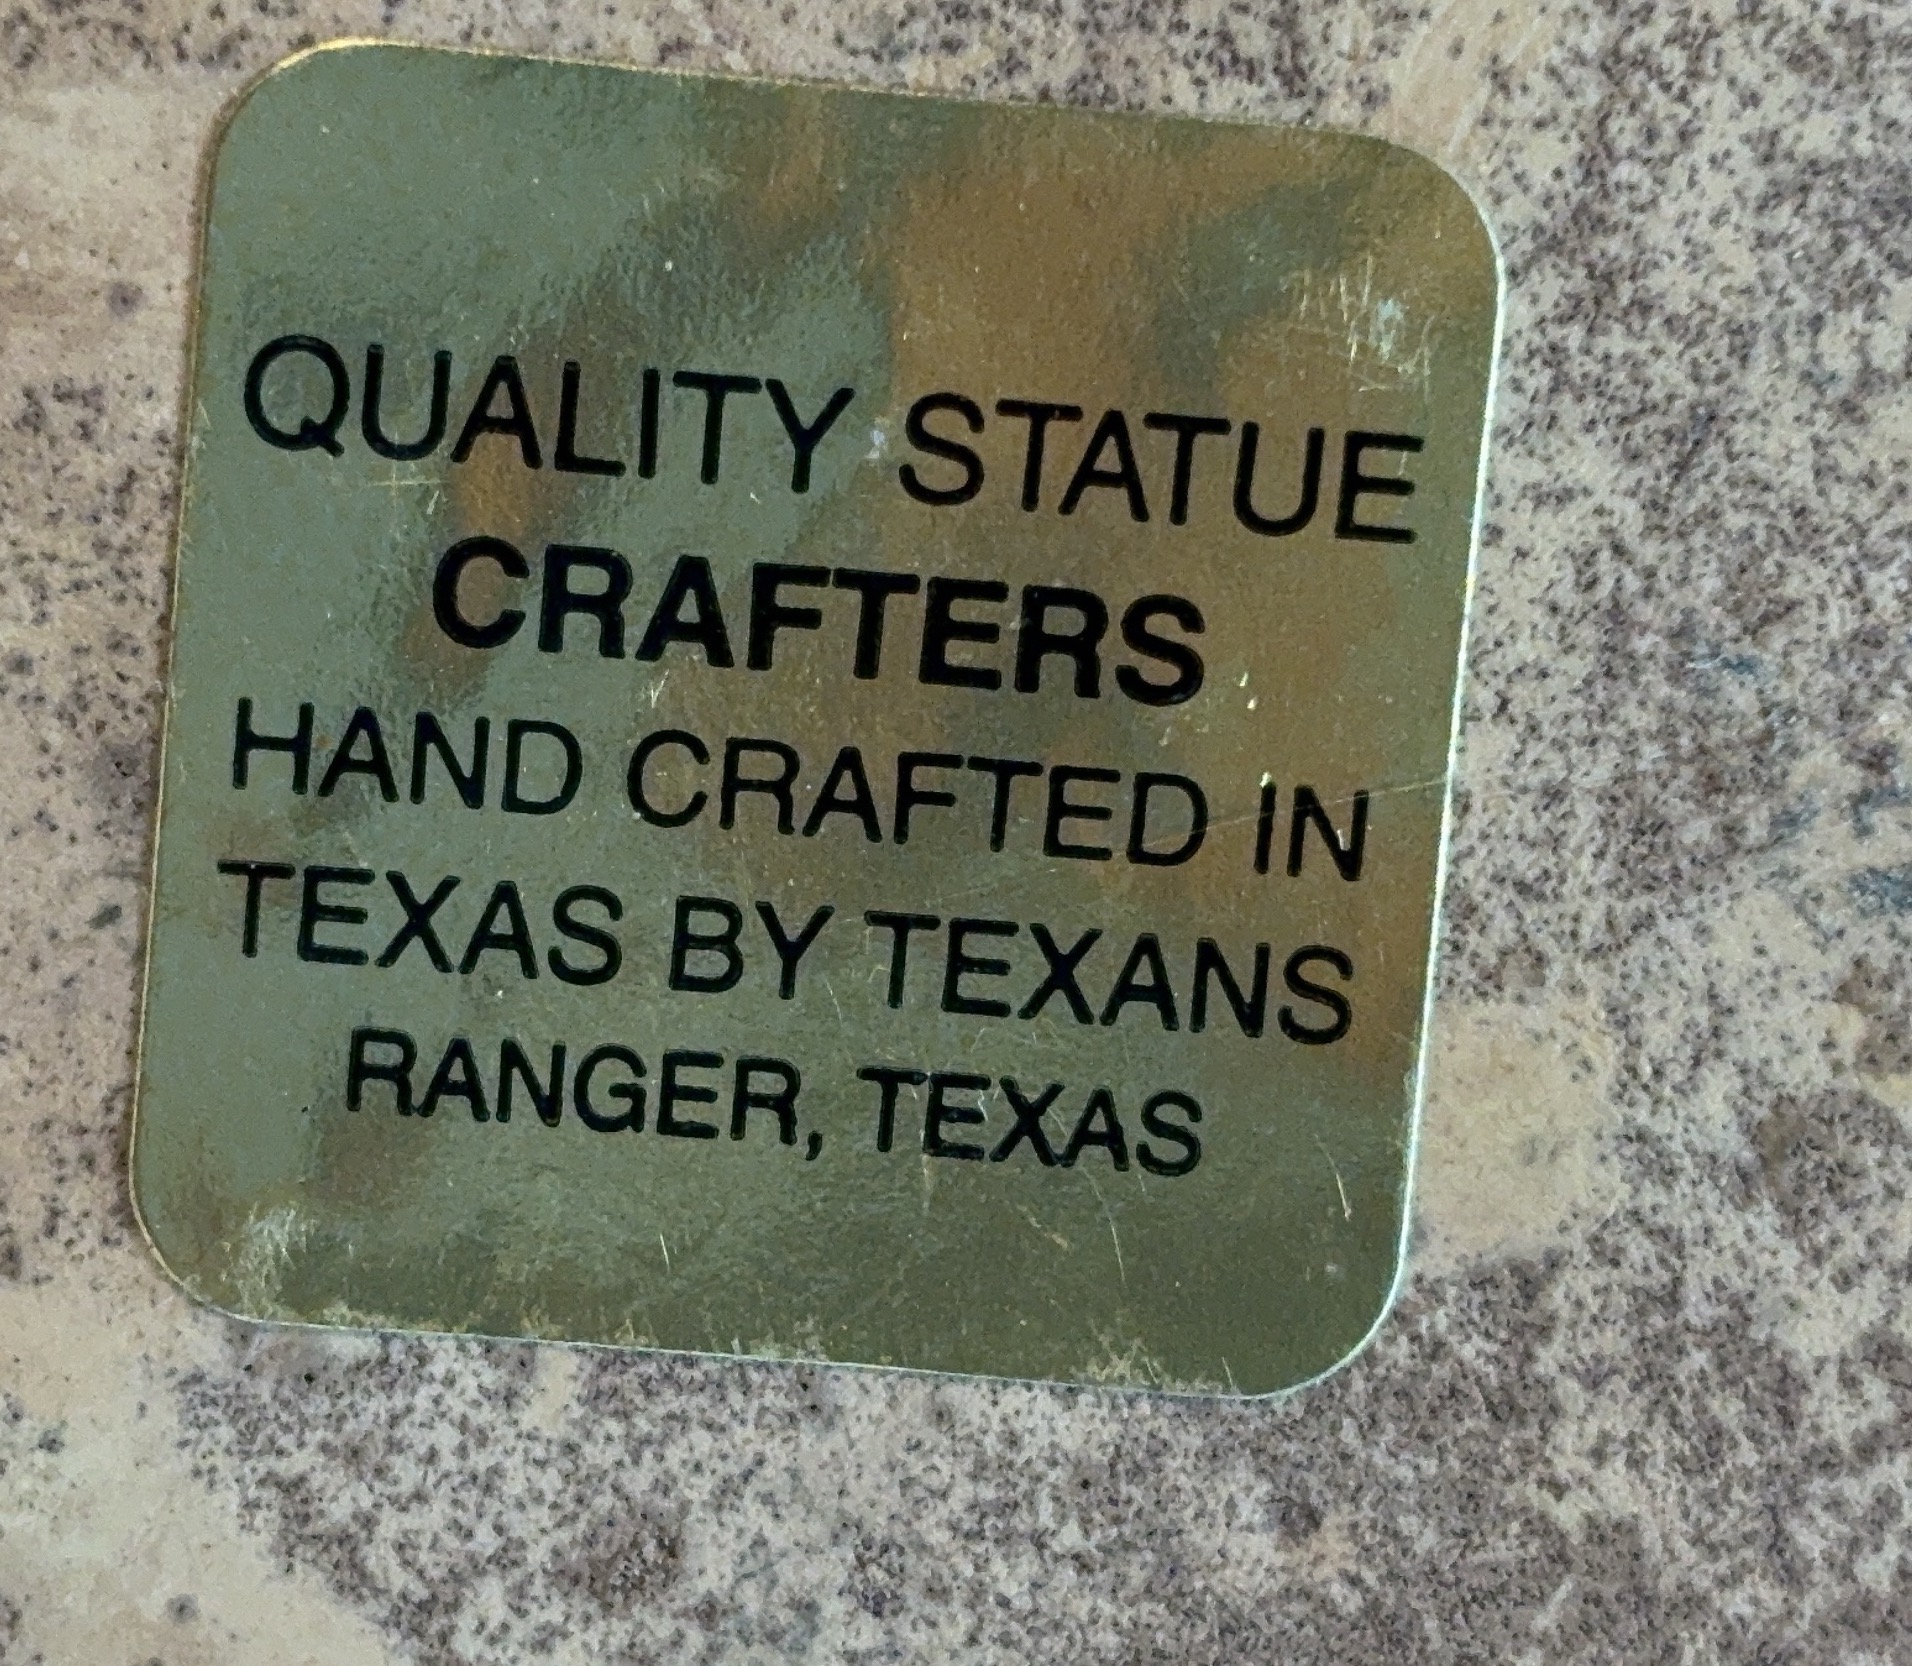 QUALITY STATUE
CRAFTERS
HAND CRAFTED IN
TEXAS BY TEXANS
RANGER, TEXAS